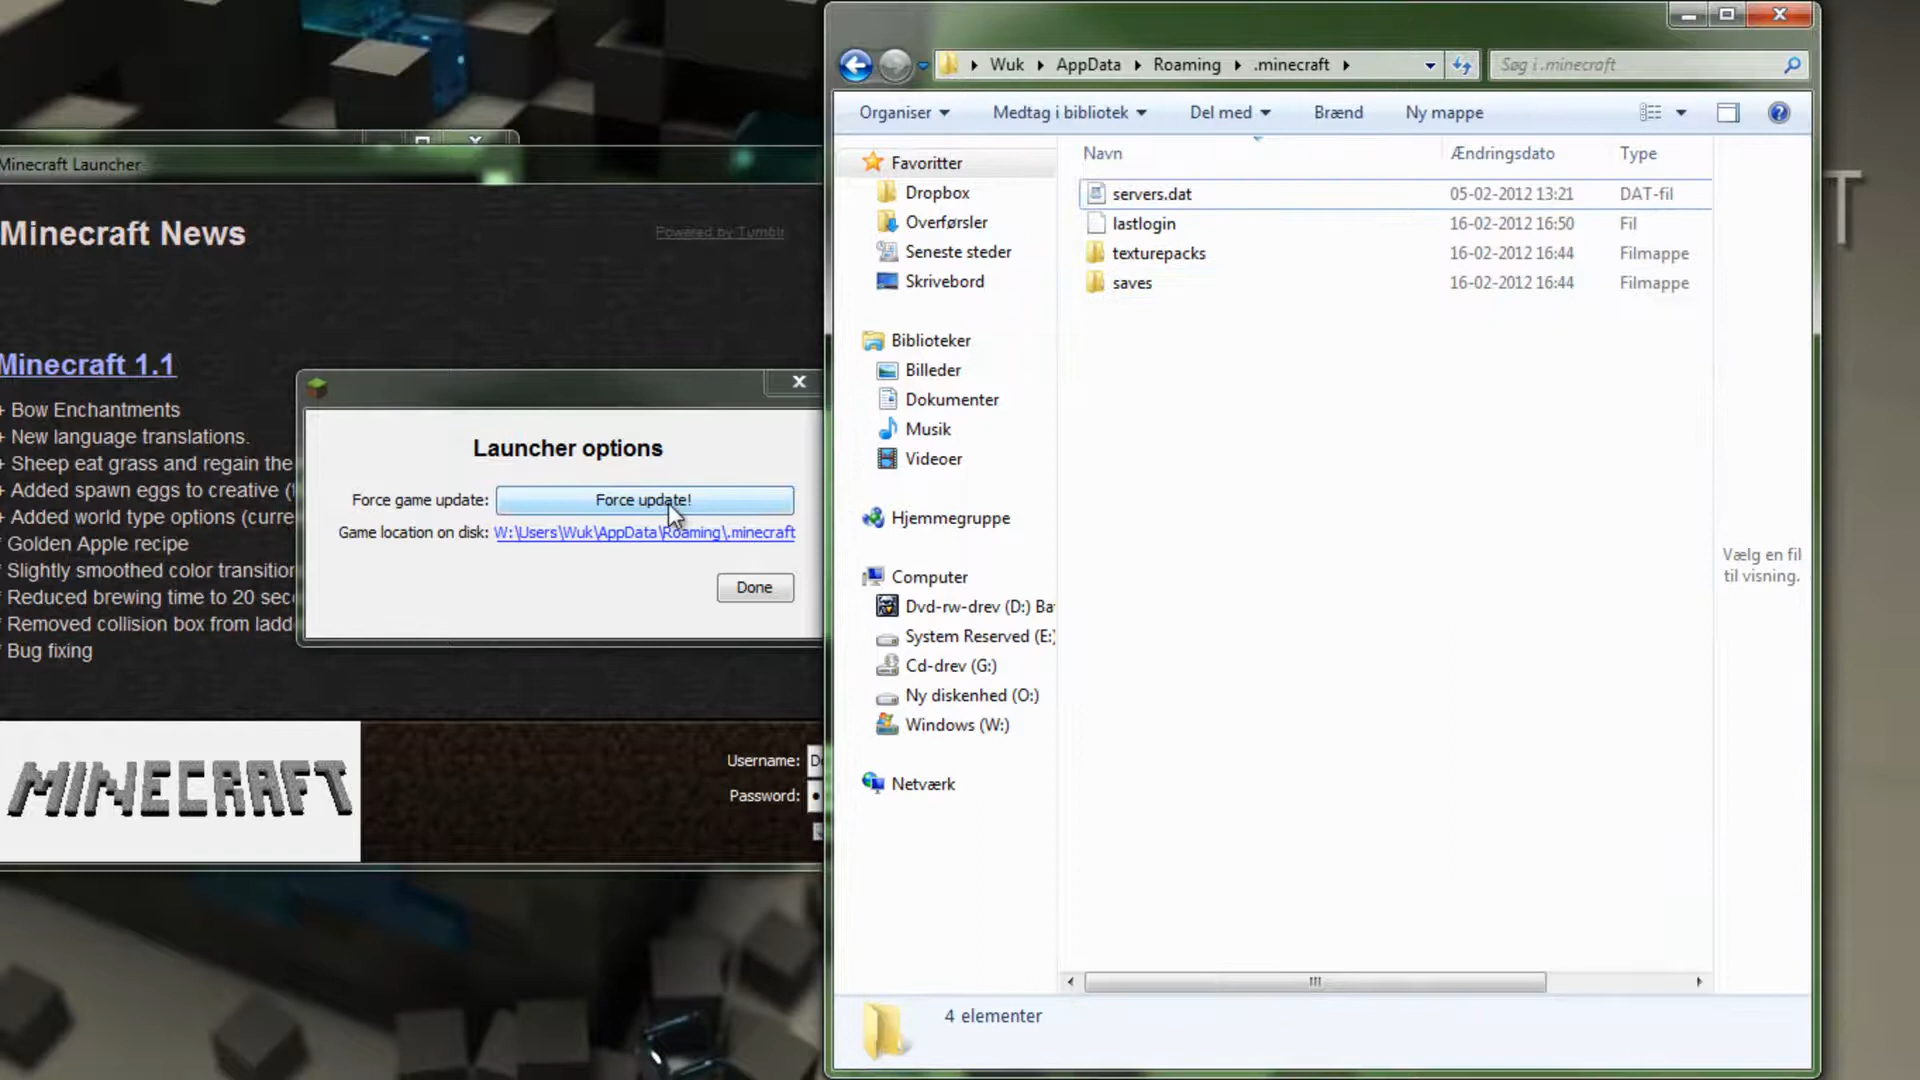 Minecraft Launcher
Minecraft News
Powered by Tumblr
Minecraft 1.1
+ Bow Enchantments
+ New language translations.
+ Sheep eat grass and regain the
+ Added spawn eggs to creative (
+ Added world type options (curre
* Golden Apple recipe
* Slightly smoothed color transition
* Reduced brewing time to 20 sec
* Removed collision box from ladd
* Bug fixing
MINECRAFT
Username:
Password:
Launcher options
Force game update: Force update!
Game location on disk: W:\Users\Wuk\AppData\Roaming\.minecraft
Done
Wuk AppData Roaming .minecraft
Søg i .minecraft
Organiser Medtag i bibliotek Del med Brænd Ny mappe
Navn Ændringsdato Type
servers.dat 05-02-2012 13:21 DAT-fil
lastlogin 16-02-2012 16:50 Fil
texturepacks 16-02-2012 16:44 Filmappe
saves 16-02-2012 16:44 Filmappe
Favoritter
Dropbox
Overførsler
Seneste steder
Skrivebord
Biblioteker
Billeder
Dokumenter
Musik
Videoer
Hjemmegruppe
Computer
Dvd-rw-drev (D:) Ba
System Reserved (E:)
Cd-drev (G:)
Ny diskenhed (O:)
Windows (W:)
Netværk
Vælg en fil
til visning.
4 elementer
T